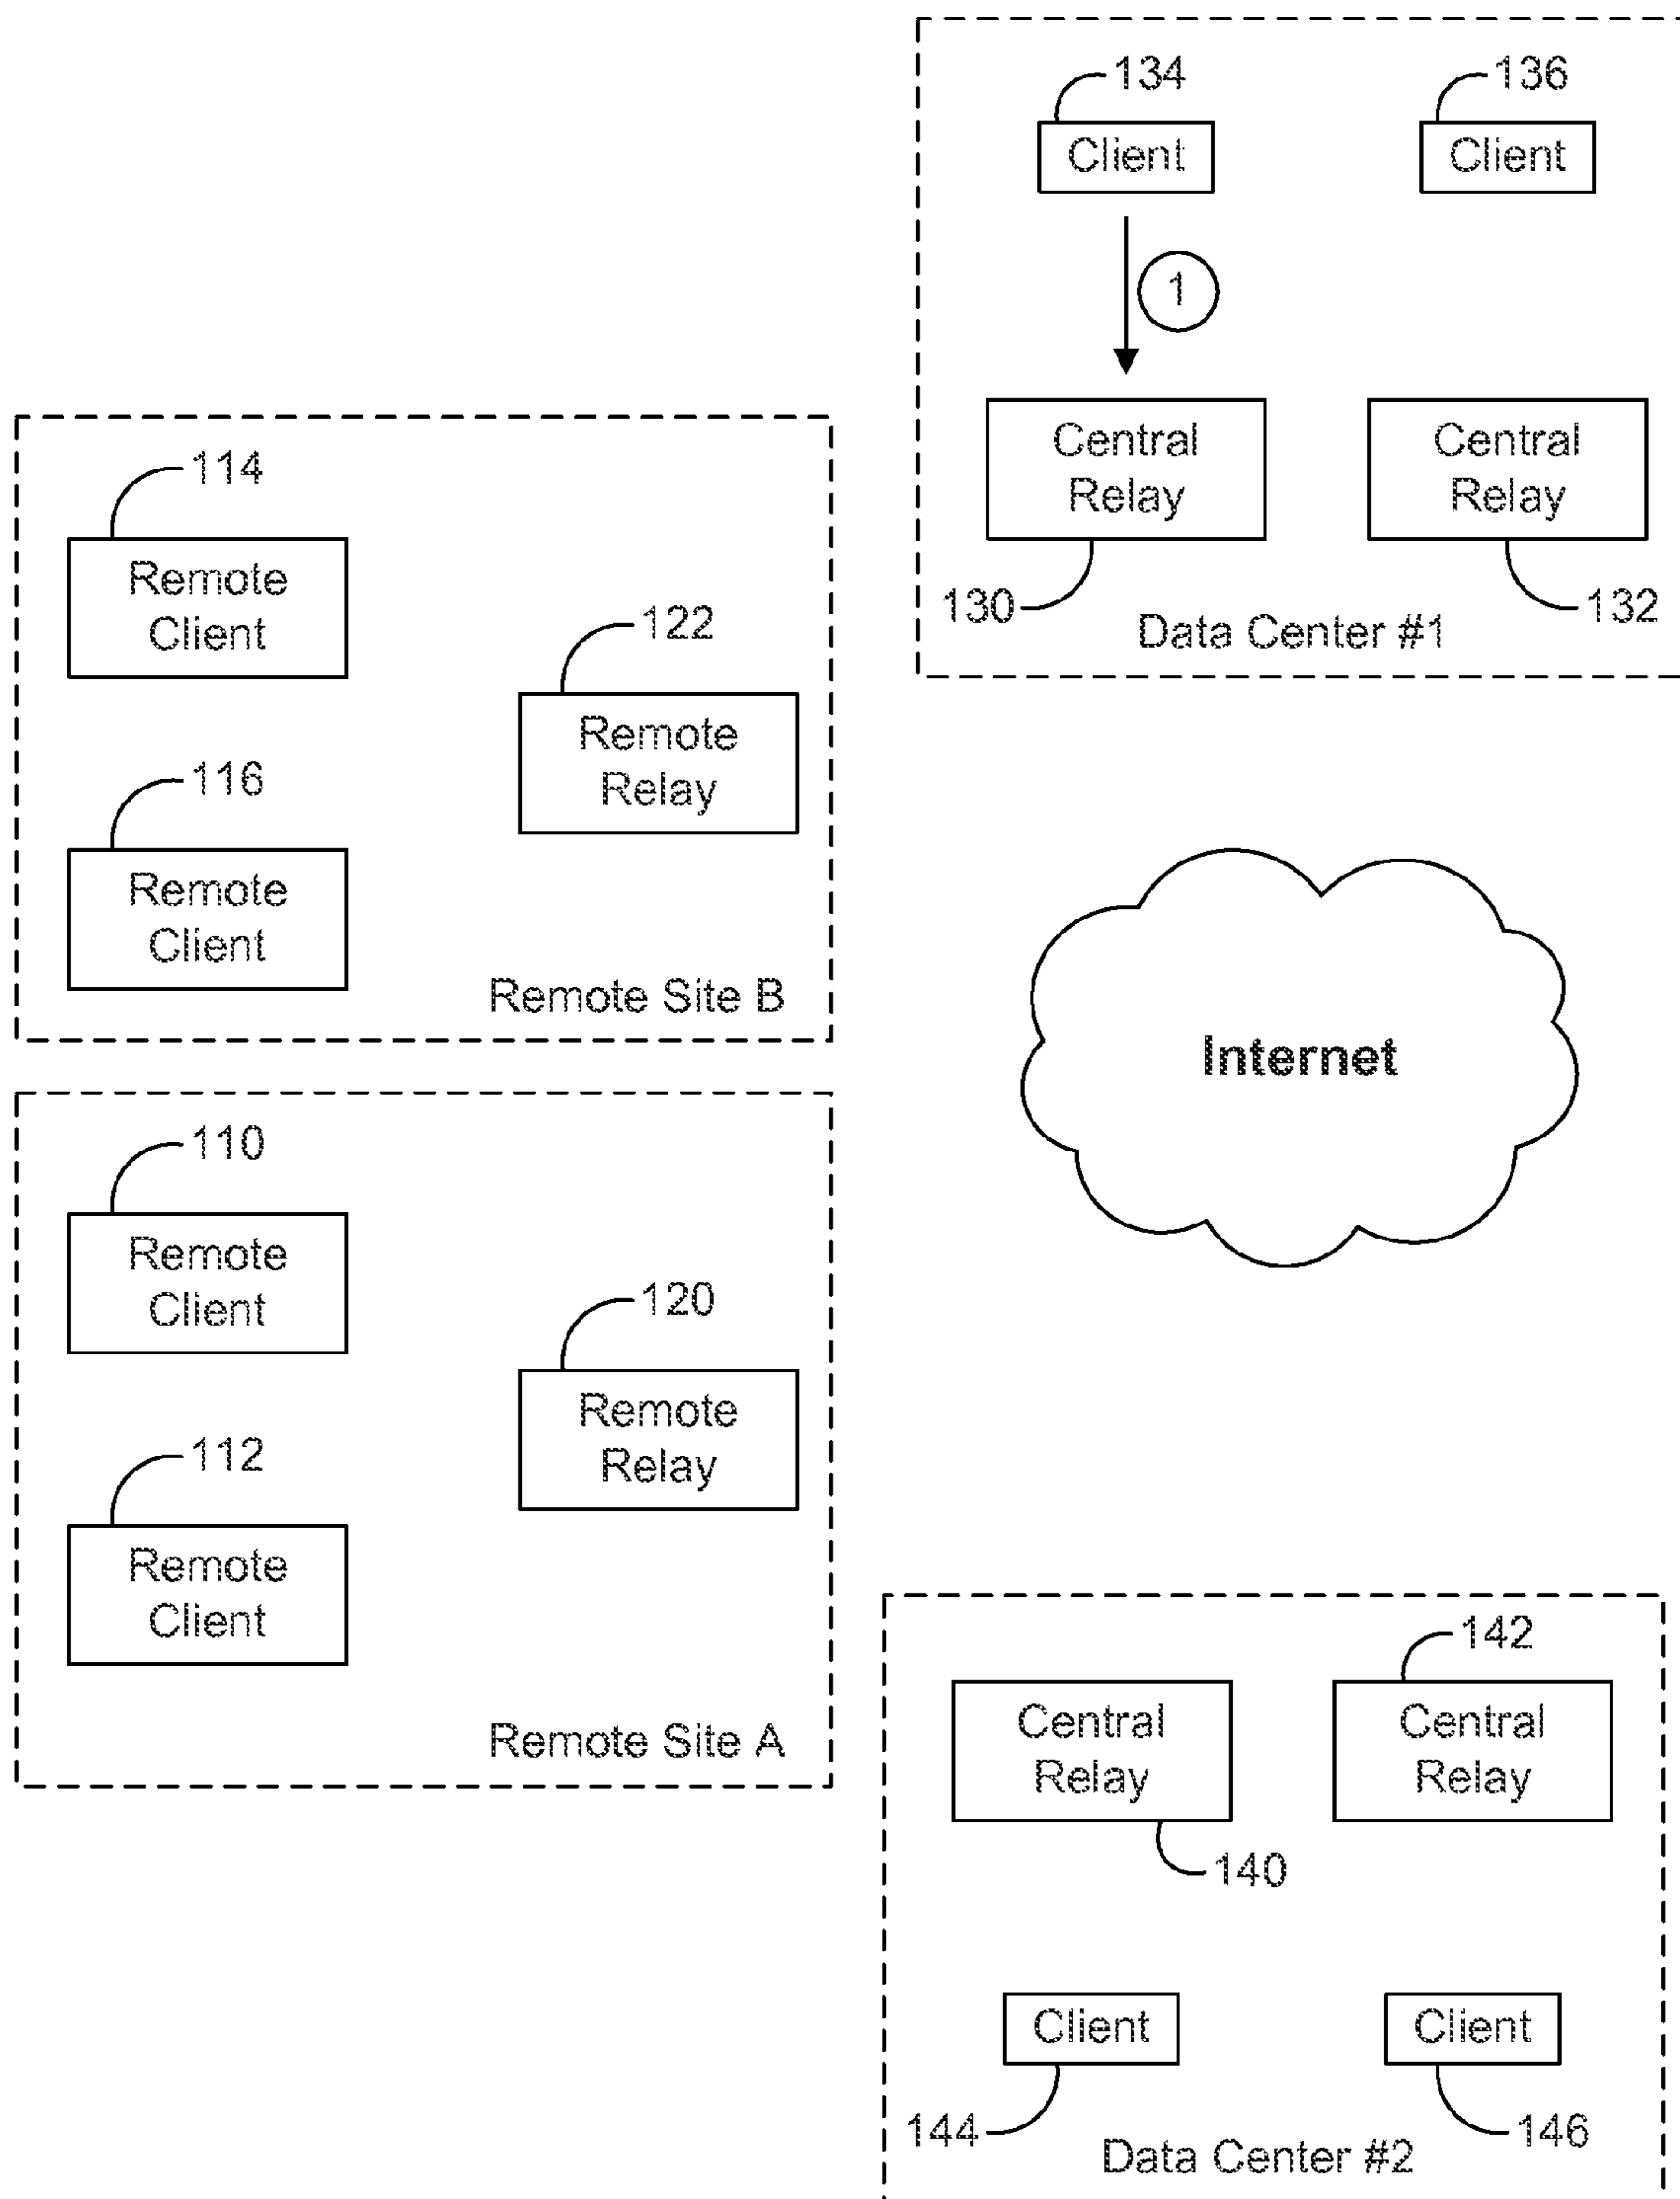 134
136
Client
Client
1
Central
Relay
Central
Relay
130
132
Data Center #1
114
Remote
Client
122
Remote
Relay
116
Remote
Client
Remote Site B
Internet
110
Remote
Client
120
Remote
Relay
112
Remote
Client
Remote Site A
142
Central
Relay
Central
Relay
140
Client
Client
144
146
Data Center #2